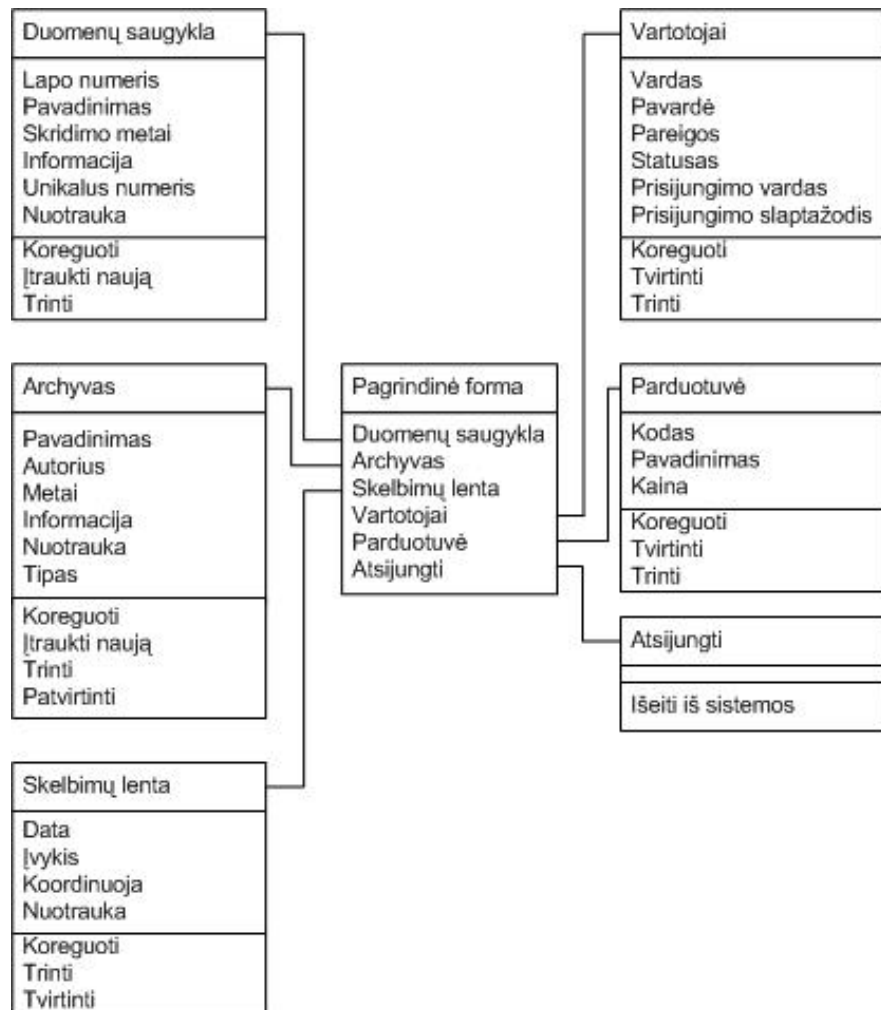 Duomenų saugykla
Lapo numeris
Pavadinimas
Skridimo metai
Informacija
Unikalus numeris
Nuotrauka
Koreguoti
Įtraukti naują
Trinti
Archyvas
Pavadinimas
Autorius
Metai
Informacija
Nuotrauka
Tipas
Koreguoti
Įtraukti naują
Trinti
Patvirtinti
Skelbimų lenta
Data
Įvykis
Koordinuoja
Nuotrauka
Koreguoti
Trinti
Tvirtinti
Pagrindinė forma
Duomenų saugykla
Archyvas
Skelbimų lenta
Vartotojai
Parduotuvė
Atsijungti
Vartotojai
Vardas
Pavardė
Pareigos
Statusas
Prisijungimo vardas
Prisijungimo slaptažodis
Koreguoti
Tvirtinti
Trinti
Parduotuvė
Kodas
Pavadinimas
Kaina
Koreguoti
Tvirtinti
Trinti
Atsijungti
Išeiti iš sistemos